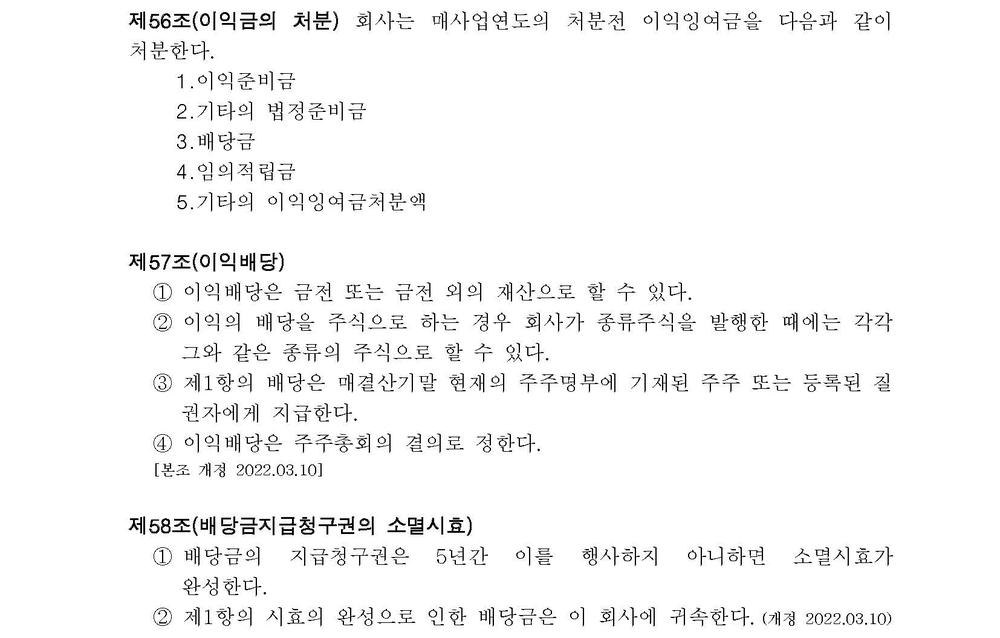 제56조(이익금의 처분) 회사는 매사업연도의 처분전 이익잉여금을 다음과 같이
처분한다.
1.이익준비금
2.기타의 법정준비금
3.배당금
4.임의적립금
5.기타의 이익잉여금처분액
제57조(이익배당)
① 이익배당은 금전 또는 금전 외의 재산으로 할 수 있다.
② 이익의 배당을 주식으로 하는 경우 회사가 종류주식을 발행한 때에는 각각
그와 같은 종류의 주식으로 할 수 있다.
③ 제1항의 배당은 매결산기말 현재의 주주명부에 기재된 주주 또는 등록된 질
권자에게 지급한다.
④ 이익배당은 주주총회의 결의로 정한다.
[본조 개정 2022.03.10]
제58조(배당금지급청구권의 소멸시효)
① 배당금의 지급청구권은 5년간 이를 행사하지 아니하면 소멸시효가
완성한다.
② 제1항의 시효의 완성으로 인한 배당금은 이 회사에 귀속한다. (개정 2022.03.10)